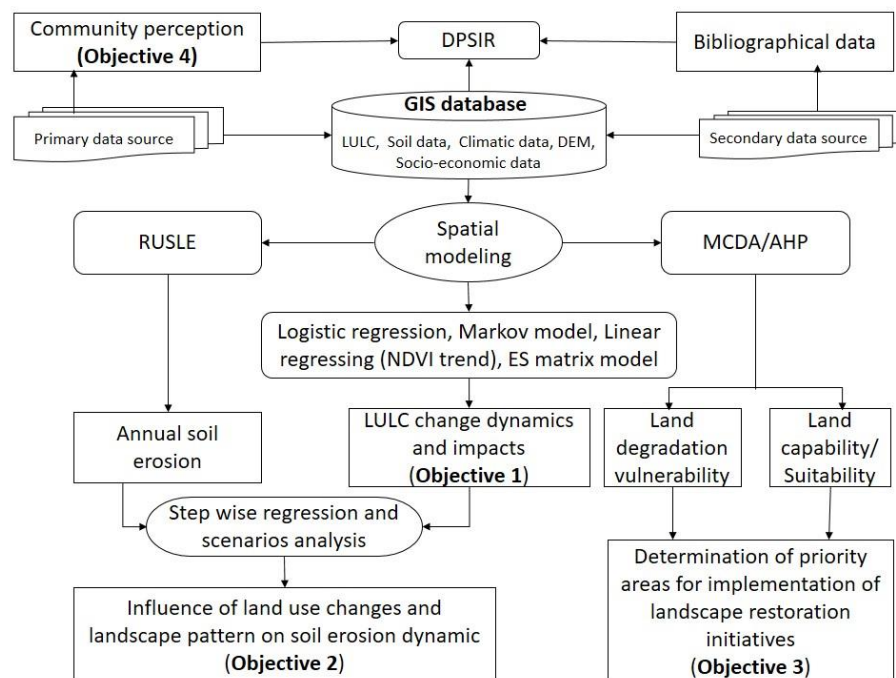 Community perception
(Objective 4)
DPSIR
Bibliographical data
GIS database
Primary data source
LULC, Soil data, Climatic data, DEM,
Socio-economic data
Secondary data source
RUSLE
Spatial
modeling
MCDA/AHP
Logistic regression, Markov model, Linear
regressing (NDVI trend), ES matrix model
Annual soil
erosion
LULC change dynamics
and impacts
(Objective 1)
Land
degradation
vulnerability
Land
capability/
Suitability
Step wise regression and
scenarios analysis
Determination of priority
areas for implementation of
landscape restoration
initiatives
(Objective 3)
Influence of land use changes and
landscape pattern on soil erosion dynamic
(Objective 2)